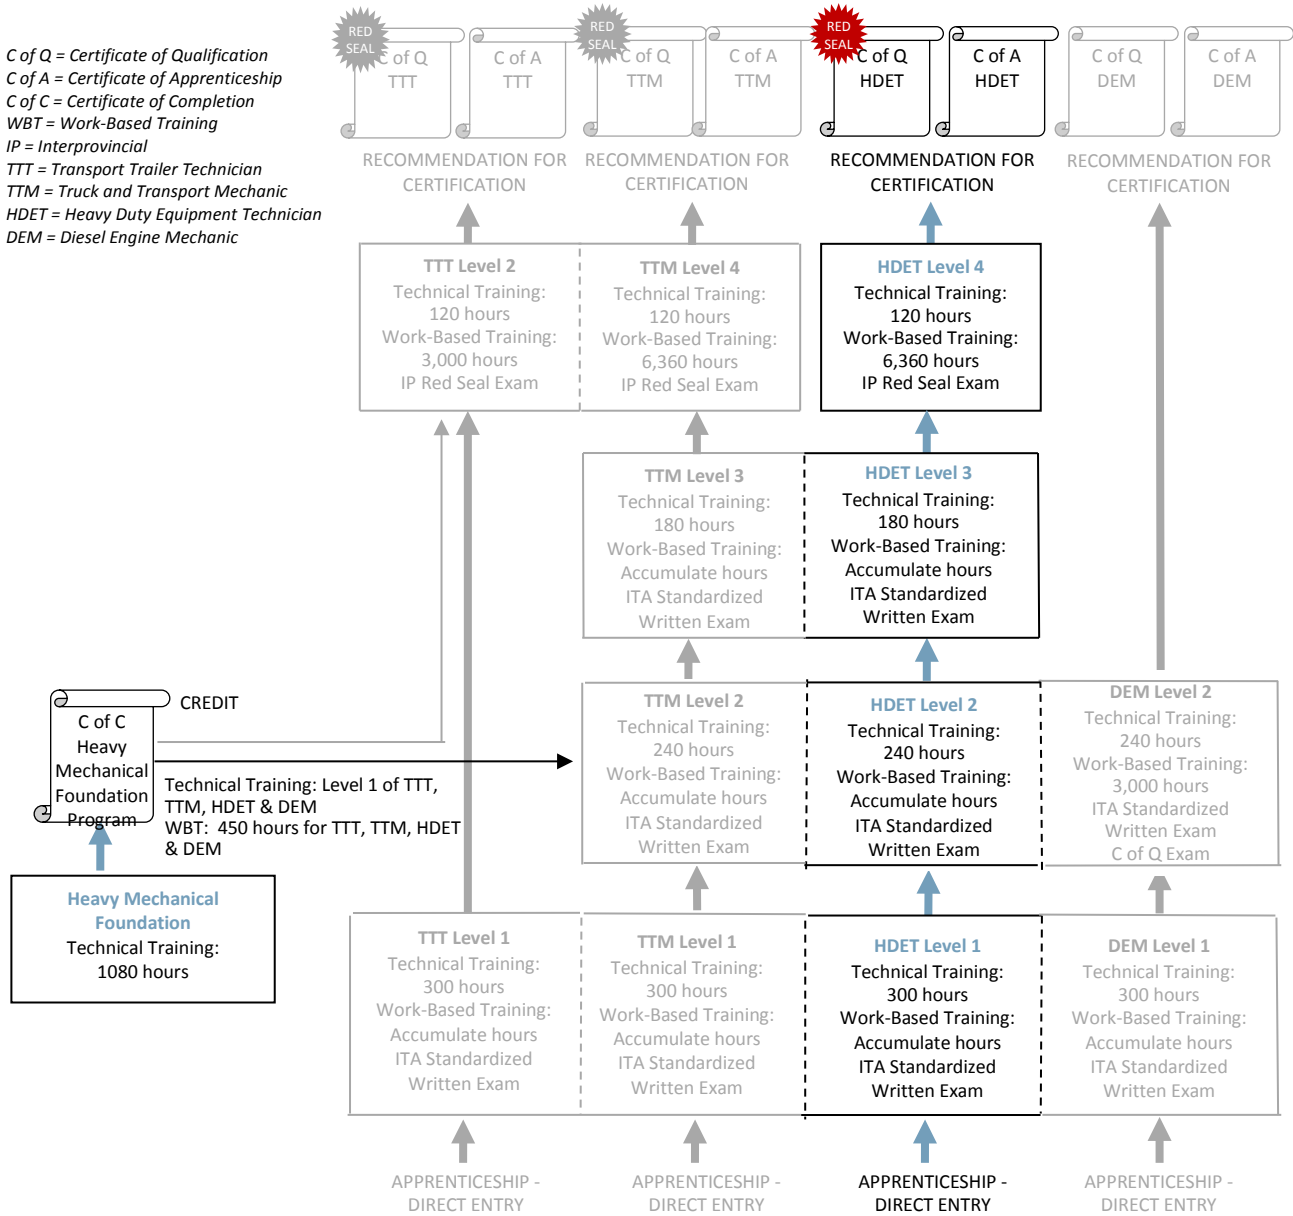 C of Q = Certificate of Qualification
C of A = Certificate of Apprenticeship
C of C = Certificate of Completion
WBT = Work-Based Training
IP = Interprovincial
TTT = Transport Trailer Technician
TTM = Truck and Transport Mechanic
HDET = Heavy Duty Equipment Technician
DEM = Diesel Engine Mechanic
RED
SEAL
C of Q
TTT
C of A
TTT
RECOMMENDATION FOR
CERTIFICATION
RED
SEAL
C of Q
TTM
C of A
TTM
RECOMMENDATION FOR
CERTIFICATION
RED
SEAL
C of Q
HDET
C of A
HDET
RECOMMENDATION FOR
CERTIFICATION
C of Q
DEM
C of A
DEM
RECOMMENDATION FOR
CERTIFICATION
TTT Level 2
Technical Training:
120 hours
Work-Based Training:
3,000 hours
IP Red Seal Exam
TTM Level 4
Technical Training:
120 hours
Work-Based Training:
6,360 hours
IP Red Seal Exam
HDET Level 4
Technical Training:
120 hours
Work-Based Training:
6,360 hours
IP Red Seal Exam
TTM Level 3
Technical Training:
180 hours
Work-Based Training:
Accumulate hours
ITA Standardized
Written Exam
HDET Level 3
Technical Training:
180 hours
Work-Based Training:
Accumulate hours
ITA Standardized
Written Exam
C of C
Heavy
Mechanical
Foundation
Program
CREDIT
Technical Training: Level 1 of TTT,
TTM, HDET & DEM
WBT:  450 hours for TTT, TTM, HDET
& DEM
TTM Level 2
Technical Training:
240 hours
Work-Based Training:
Accumulate hours
ITA Standardized
Written Exam
HDET Level 2
Technical Training:
240 hours
Work-Based Training:
Accumulate hours
ITA Standardized
Written Exam
DEM Level 2
Technical Training:
240 hours
Work-Based Training:
3,000 hours
ITA Standardized
Written Exam
C of Q Exam
Heavy Mechanical
Foundation
Technical Training:
1080 hours
TTT Level 1
Technical Training:
300 hours
Work-Based Training:
Accumulate hours
ITA Standardized
Written Exam
TTM Level 1
Technical Training:
300 hours
Work-Based Training:
Accumulate hours
ITA Standardized
Written Exam
HDET Level 1
Technical Training:
300 hours
Work-Based Training:
Accumulate hours
ITA Standardized
Written Exam
DEM Level 1
Technical Training:
300 hours
Work-Based Training:
Accumulate hours
ITA Standardized
Written Exam
APPRENTICESHIP -
DIRECT ENTRY
APPRENTICESHIP -
DIRECT ENTRY
APPRENTICESHIP -
DIRECT ENTRY
APPRENTICESHIP -
DIRECT ENTRY